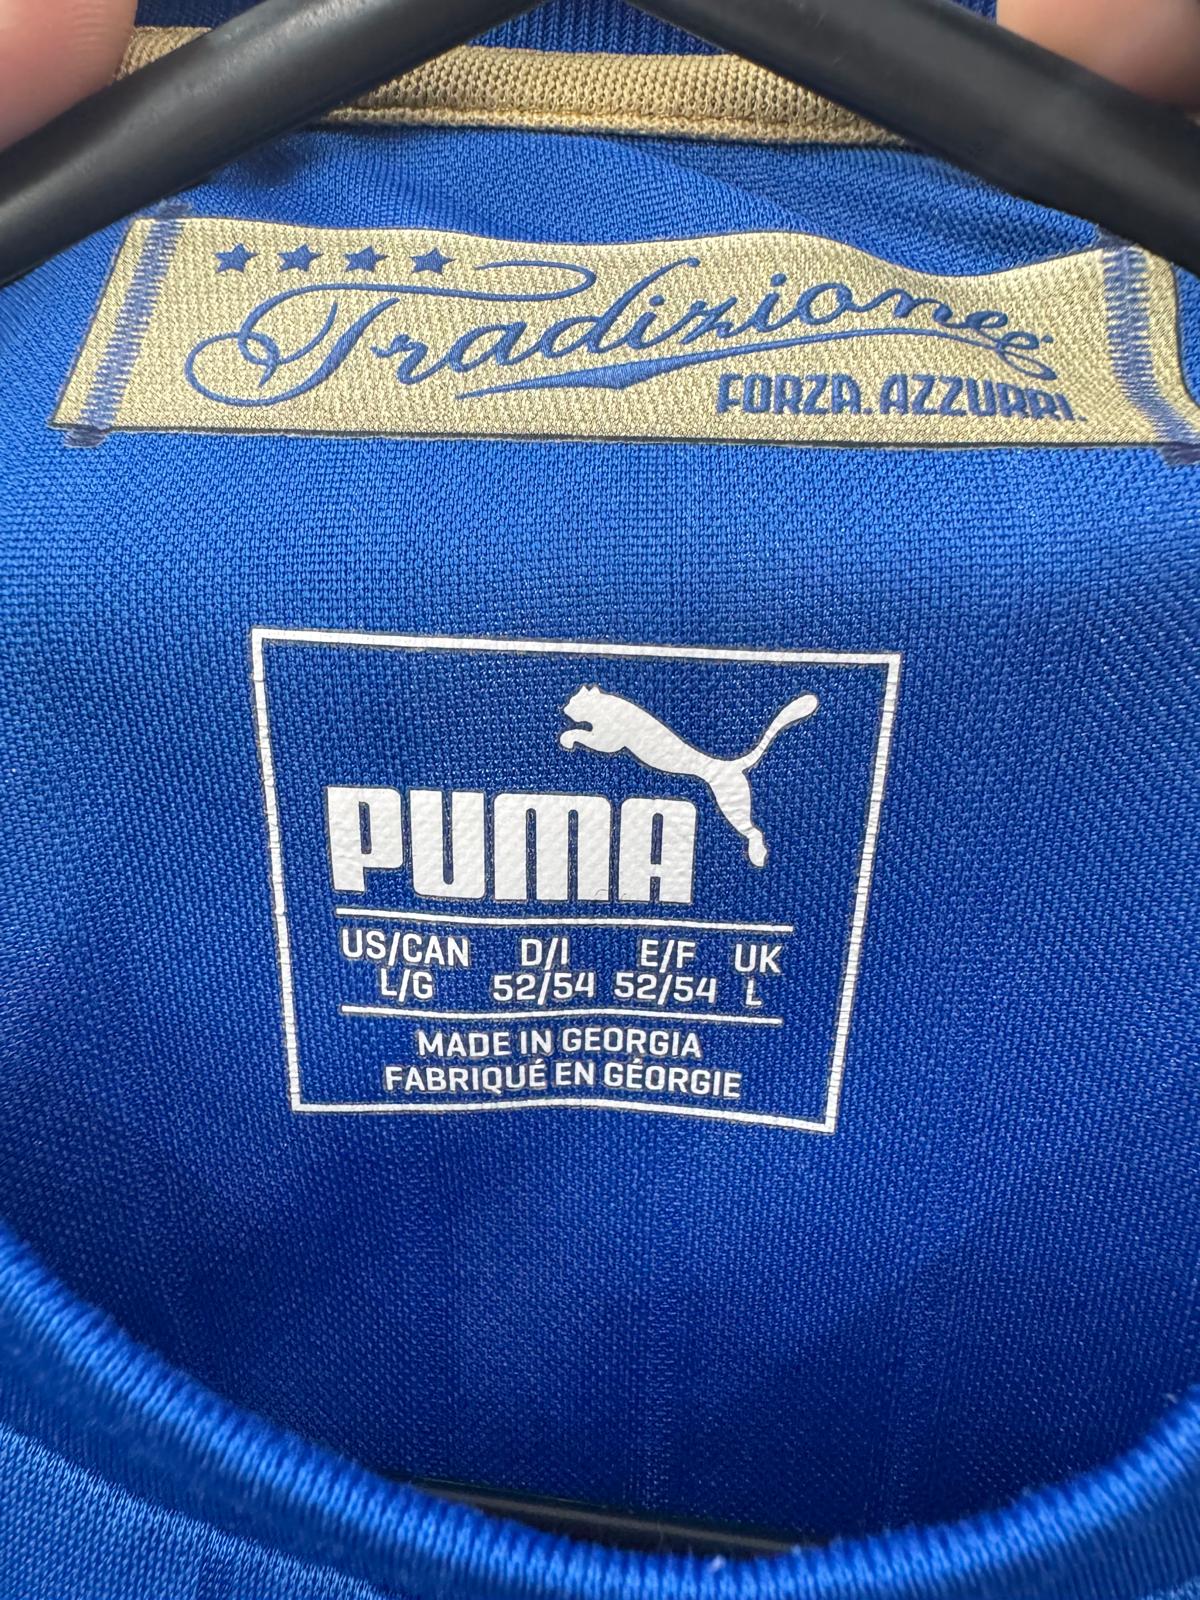 ★★★★
Tradizione
FORZA. AZZURRI.
PUMA
US/CAN D/I E/F UK
L/G 52/54 52/54 L
MADE IN GEORGIA
FABRIQUÉ EN GÉORGIE